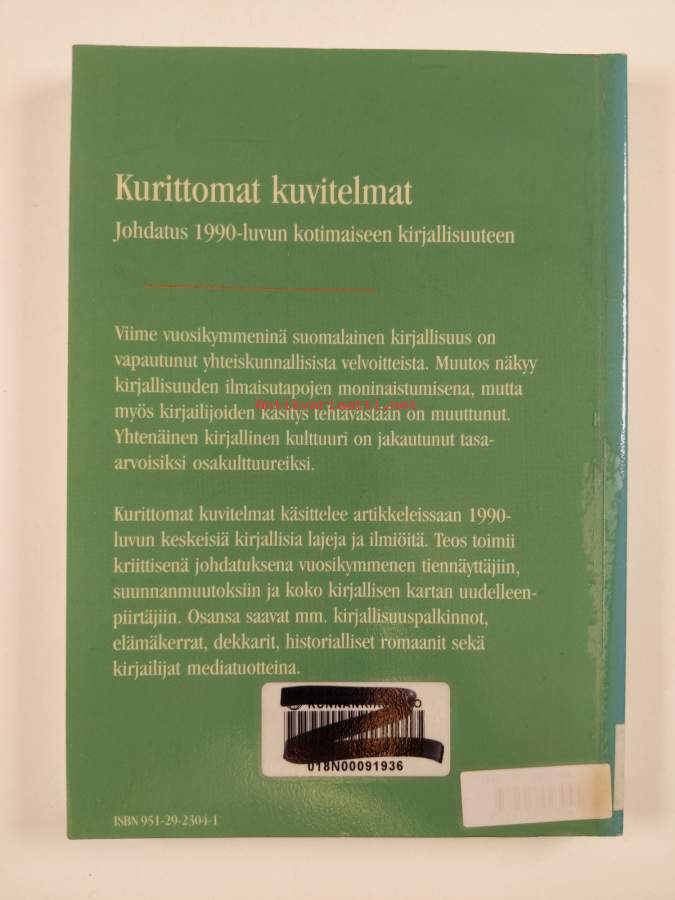 Kurittomat kuvitelmat
Johdatus 1990-luvun kotimaiseen kirjallisuuteen
Viime vuosikymmeninä suomalainen kirjallisuus on
vapautunut yhteiskunnallisista velvoitteista. Muutos näkyy
kirjallisuuden ilmaisutapojen moninaistumisena, mutta
myös kirjailijoiden käsitys tehtävästään on muuttunut.
Antikvariaatti.net
Yhtenäinen kirjallinen kulttuuri on jakautunut tasa-
arvoisiksi osakulttuureiksi.
Kurittomat kuvitelmat käsittelee artikkeleissaan 1990-
luvun keskeisiä kirjallisia lajeja ja ilmiöitä. Teos toimii
kriittisenä johdatuksena vuosikymmenen tiennäyttäjiin,
suunnanmuutoksiin ja koko kirjallisen kartan uudelleen-
piirtäjiin. Osansa saavat mm. kirjallisuuspalkinnot,
elämäkerrat, dekkarit, historialliset romaanit sekä
kirjailijat mediatuotteina.
018N00091936
ISBN 951-29-2304-1